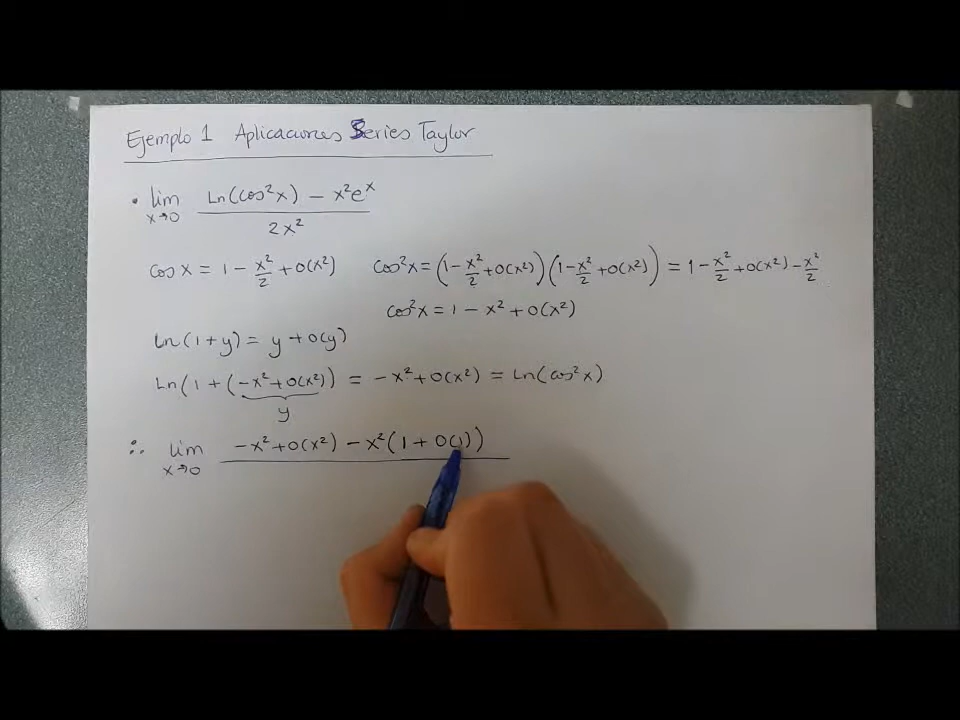 Ejemplo 1 Aplicaciones Series Taylor
• lim x→0 (Ln(cos²x) − x²eˣ) / 2x²
cos x = 1 − x²/2 + o(x²) cos²x = (1 − x²/2 + o(x²))(1 − x²/2 + o(x²)) = 1 − x²/2 + o(x²) − x²/2
cos²x = 1 − x² + o(x²)
Ln(1 + y) = y + o(y)
Ln(1 + (−x² + o(x²))) = −x² + o(x²) = Ln(cos²x)
y
∴ lim x→0 −x² + o(x²) − x²(1 + o(1))